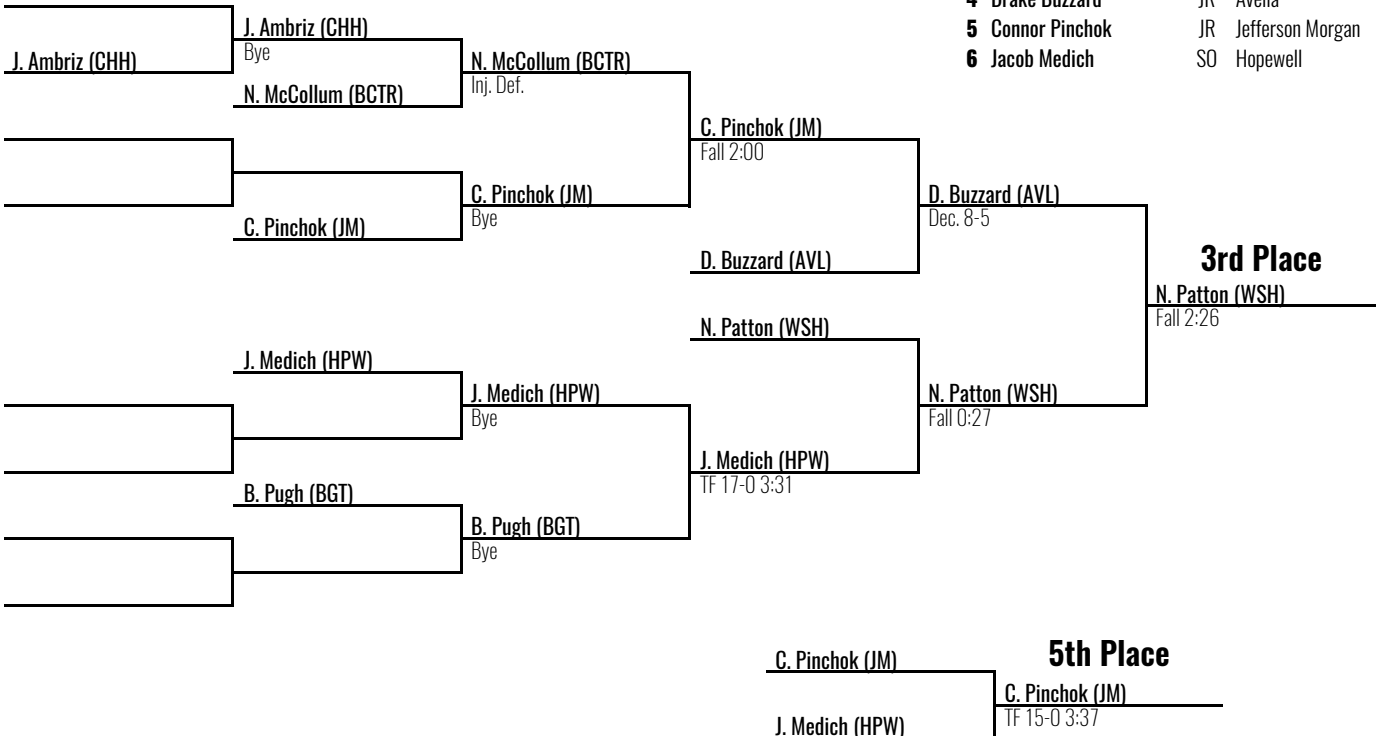 4 Drake Buzzard JR Avella
J. Ambriz (CHH)
Bye
5 Connor Pinchok JR Jefferson Morgan
J. Ambriz (CHH)
N. McCollum (BCTR)
6 Jacob Medich SO Hopewell
Inj. Def.
N. McCollum (BCTR)
C. Pinchok (JM)
Fall 2:00
C. Pinchok (JM)
Bye
D. Buzzard (AVL)
Dec. 8-5
C. Pinchok (JM)
D. Buzzard (AVL)
3rd Place
N. Patton (WSH)
Fall 2:26
N. Patton (WSH)
J. Medich (HPW)
J. Medich (HPW)
Bye
N. Patton (WSH)
Fall 0:27
J. Medich (HPW)
TF 17-0 3:31
B. Pugh (BGT)
B. Pugh (BGT)
Bye
C. Pinchok (JM)
5th Place
C. Pinchok (JM)
TF 15-0 3:37
J. Medich (HPW)